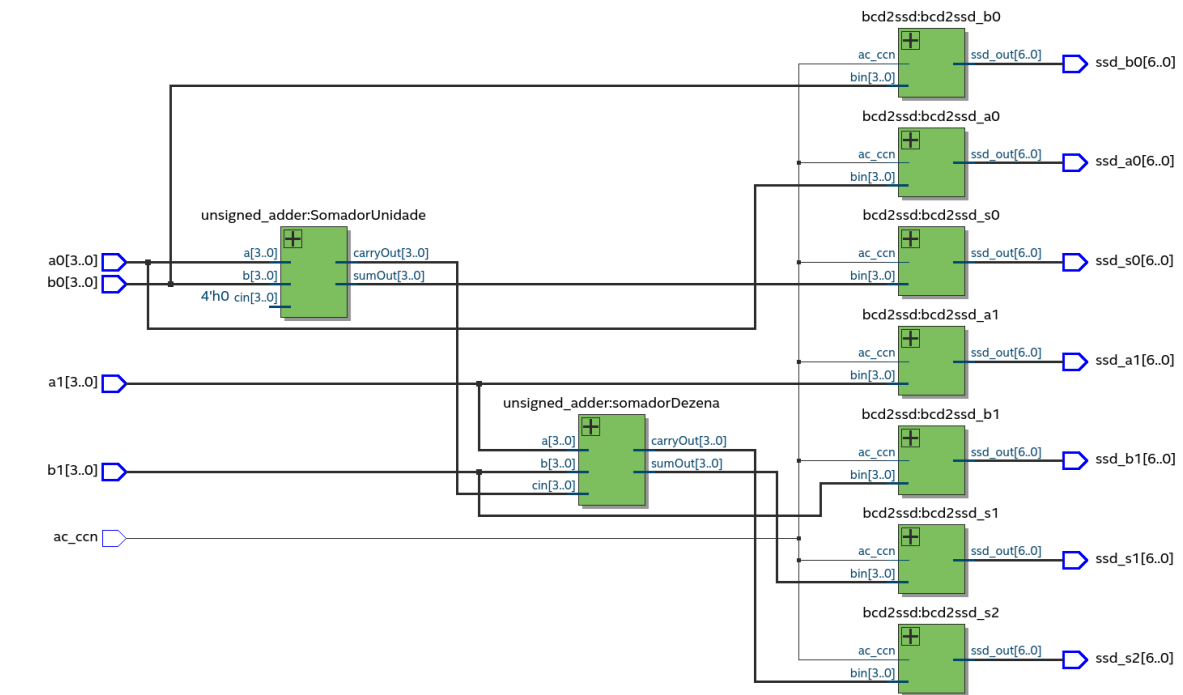 bcd2ssd:bcd2ssd_b0
ac_ccn
bin[3..0]
ssd_out[6..0]
ssd_b0[6..0]
bcd2ssd:bcd2ssd_a0
ac_ccn
bin[3..0]
ssd_out[6..0]
ssd_a0[6..0]
unsigned_adder:SomadorUnidade
a0[3..0]
b0[3..0]
a[3..0]
b[3..0]
4'h0 cin[3..0]
carryOut[3..0]
sumOut[3..0]
bcd2ssd:bcd2ssd_s0
ac_ccn
bin[3..0]
ssd_out[6..0]
ssd_s0[6..0]
bcd2ssd:bcd2ssd_a1
ac_ccn
bin[3..0]
ssd_out[6..0]
ssd_a1[6..0]
a1[3..0]
unsigned_adder:somadorDezena
a[3..0]
b[3..0]
cin[3..0]
carryOut[3..0]
sumOut[3..0]
b1[3..0]
bcd2ssd:bcd2ssd_b1
ac_ccn
bin[3..0]
ssd_out[6..0]
ssd_b1[6..0]
ac_ccn
bcd2ssd:bcd2ssd_s1
ac_ccn
bin[3..0]
ssd_out[6..0]
ssd_s1[6..0]
bcd2ssd:bcd2ssd_s2
ac_ccn
bin[3..0]
ssd_out[6..0]
ssd_s2[6..0]